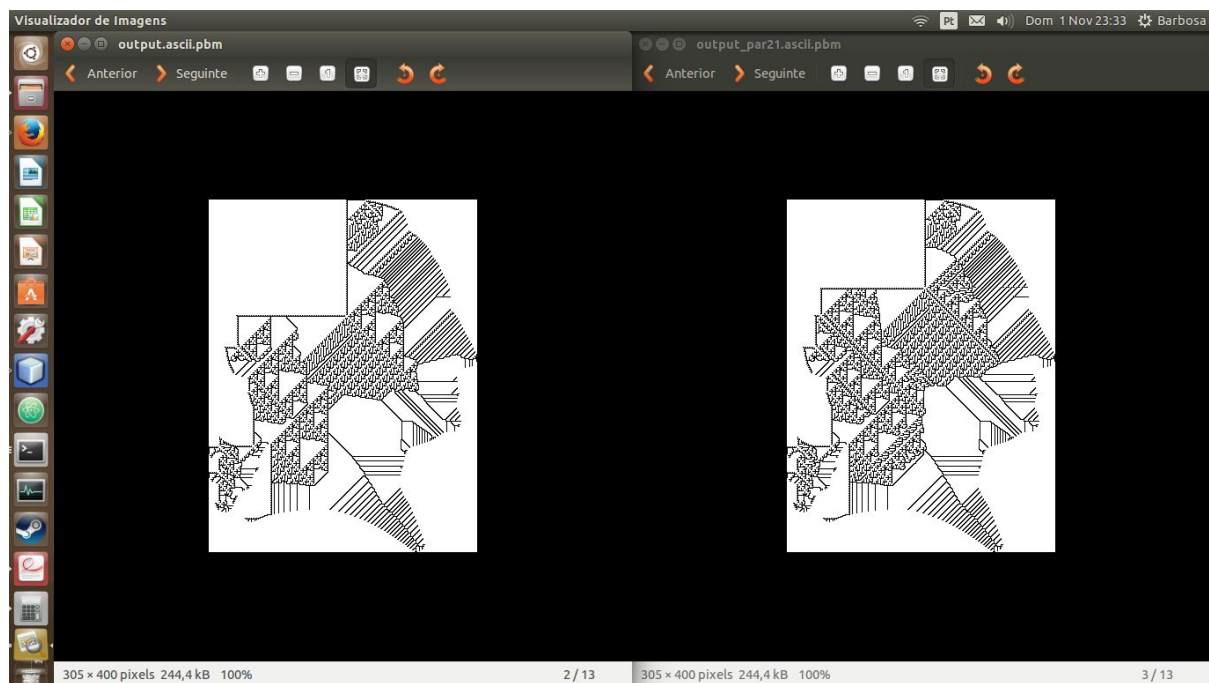 Visualizador de Imagens
Pt
Dom 1 Nov 23:33
Barbosa
output.ascii.pbm
Anterior
Seguinte
305 × 400 pixels 244,4 kB 100%
2 / 13
output_par21.ascii.pbm
Anterior
Seguinte
305 × 400 pixels 244,4 kB 100%
3 / 13